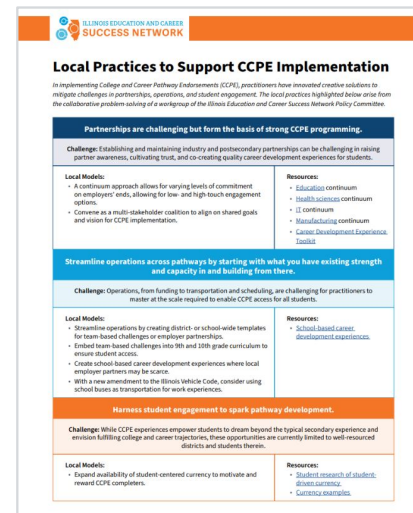 ILLINOIS EDUCATION AND CAREER
SUCCESS NETWORK
Local Practices to Support CCPE Implementation
In implementing College and Career Pathway Endorsements (CCPE), practitioners have innovated creative solutions to
mitigate challenges in partnerships, operations, and student engagement. The local practices highlighted below arise from
the collaborative problem-solving of a workgroup of the Illinois Education and Career Success Network Policy Committee.
Partnerships are challenging but form the basis of strong CCPE programming.
Challenge: Establishing and maintaining industry and postsecondary partnerships can be challenging in raising
partner awareness, cultivating trust, and co-creating quality career development experiences for students.
Local Models:
• A continuum approach allows for varying levels of commitment
on employers' ends, allowing for low- and high-touch engagement
options.
• Convene as a multi-stakeholder coalition to align on shared goals
and vision for CCPE implementation.
Resources:
• Education continuum
• Health sciences continuum
• IT continuum
• Manufacturing continuum
• Career Development Experience
Toolkit
Streamline operations across pathways by starting with what you have existing strength
and capacity in and building from
there.
Challenge: Operations, from funding to transportation and scheduling, are challenging for practitioners to
master at the scale required to enable CCPE access for all students.
Local Models:
• Streamline operations by creating district- or school-wide templates
for team-based challenges or employer partnerships.
• Embed team-based challenges into 9th and 10th grade curriculum to
ensure student access.
• Create school-based career development experiences where local
employer partners may be scarce.
• With a new amendment to the Illinois Vehicle Code, consider using
school buses as transportation for work experiences.
Resources:
• School-based career
development experiences
Harness student engagement to spark pathway development.
Challenge: While CCPE experiences empower students to dream beyond the typical secondary experience and
envision fulfilling college and career trajectories, these opportunities are currently limited to well-resourced
districts and students therein.
Local Models:
• Expand availability of student-centered currency to motivate and
reward CCPE completers.
Resources:
• Student research of student-
driven currency
• Currency examples